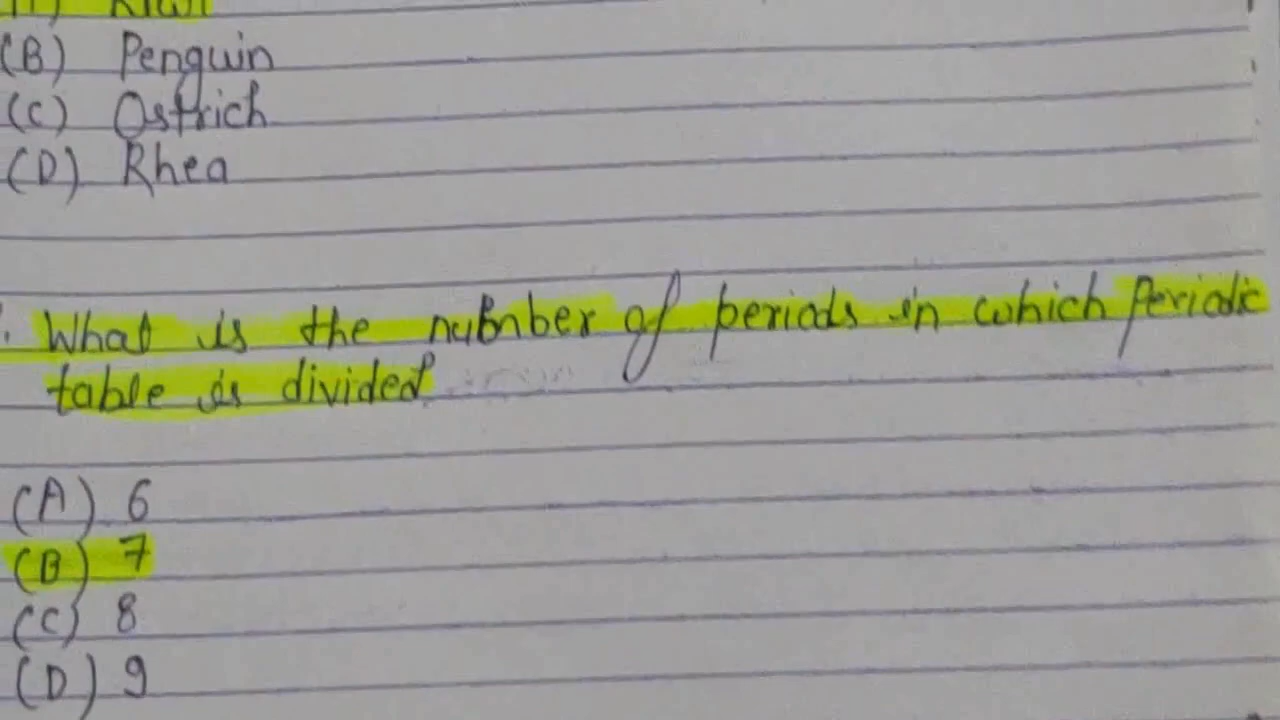 (B) Penguin
(C) Ostrich
(D) Rhea
What is the number of periods in which periodic
table is divided
(A) 6
(B) 7
(C) 8
(D) 9